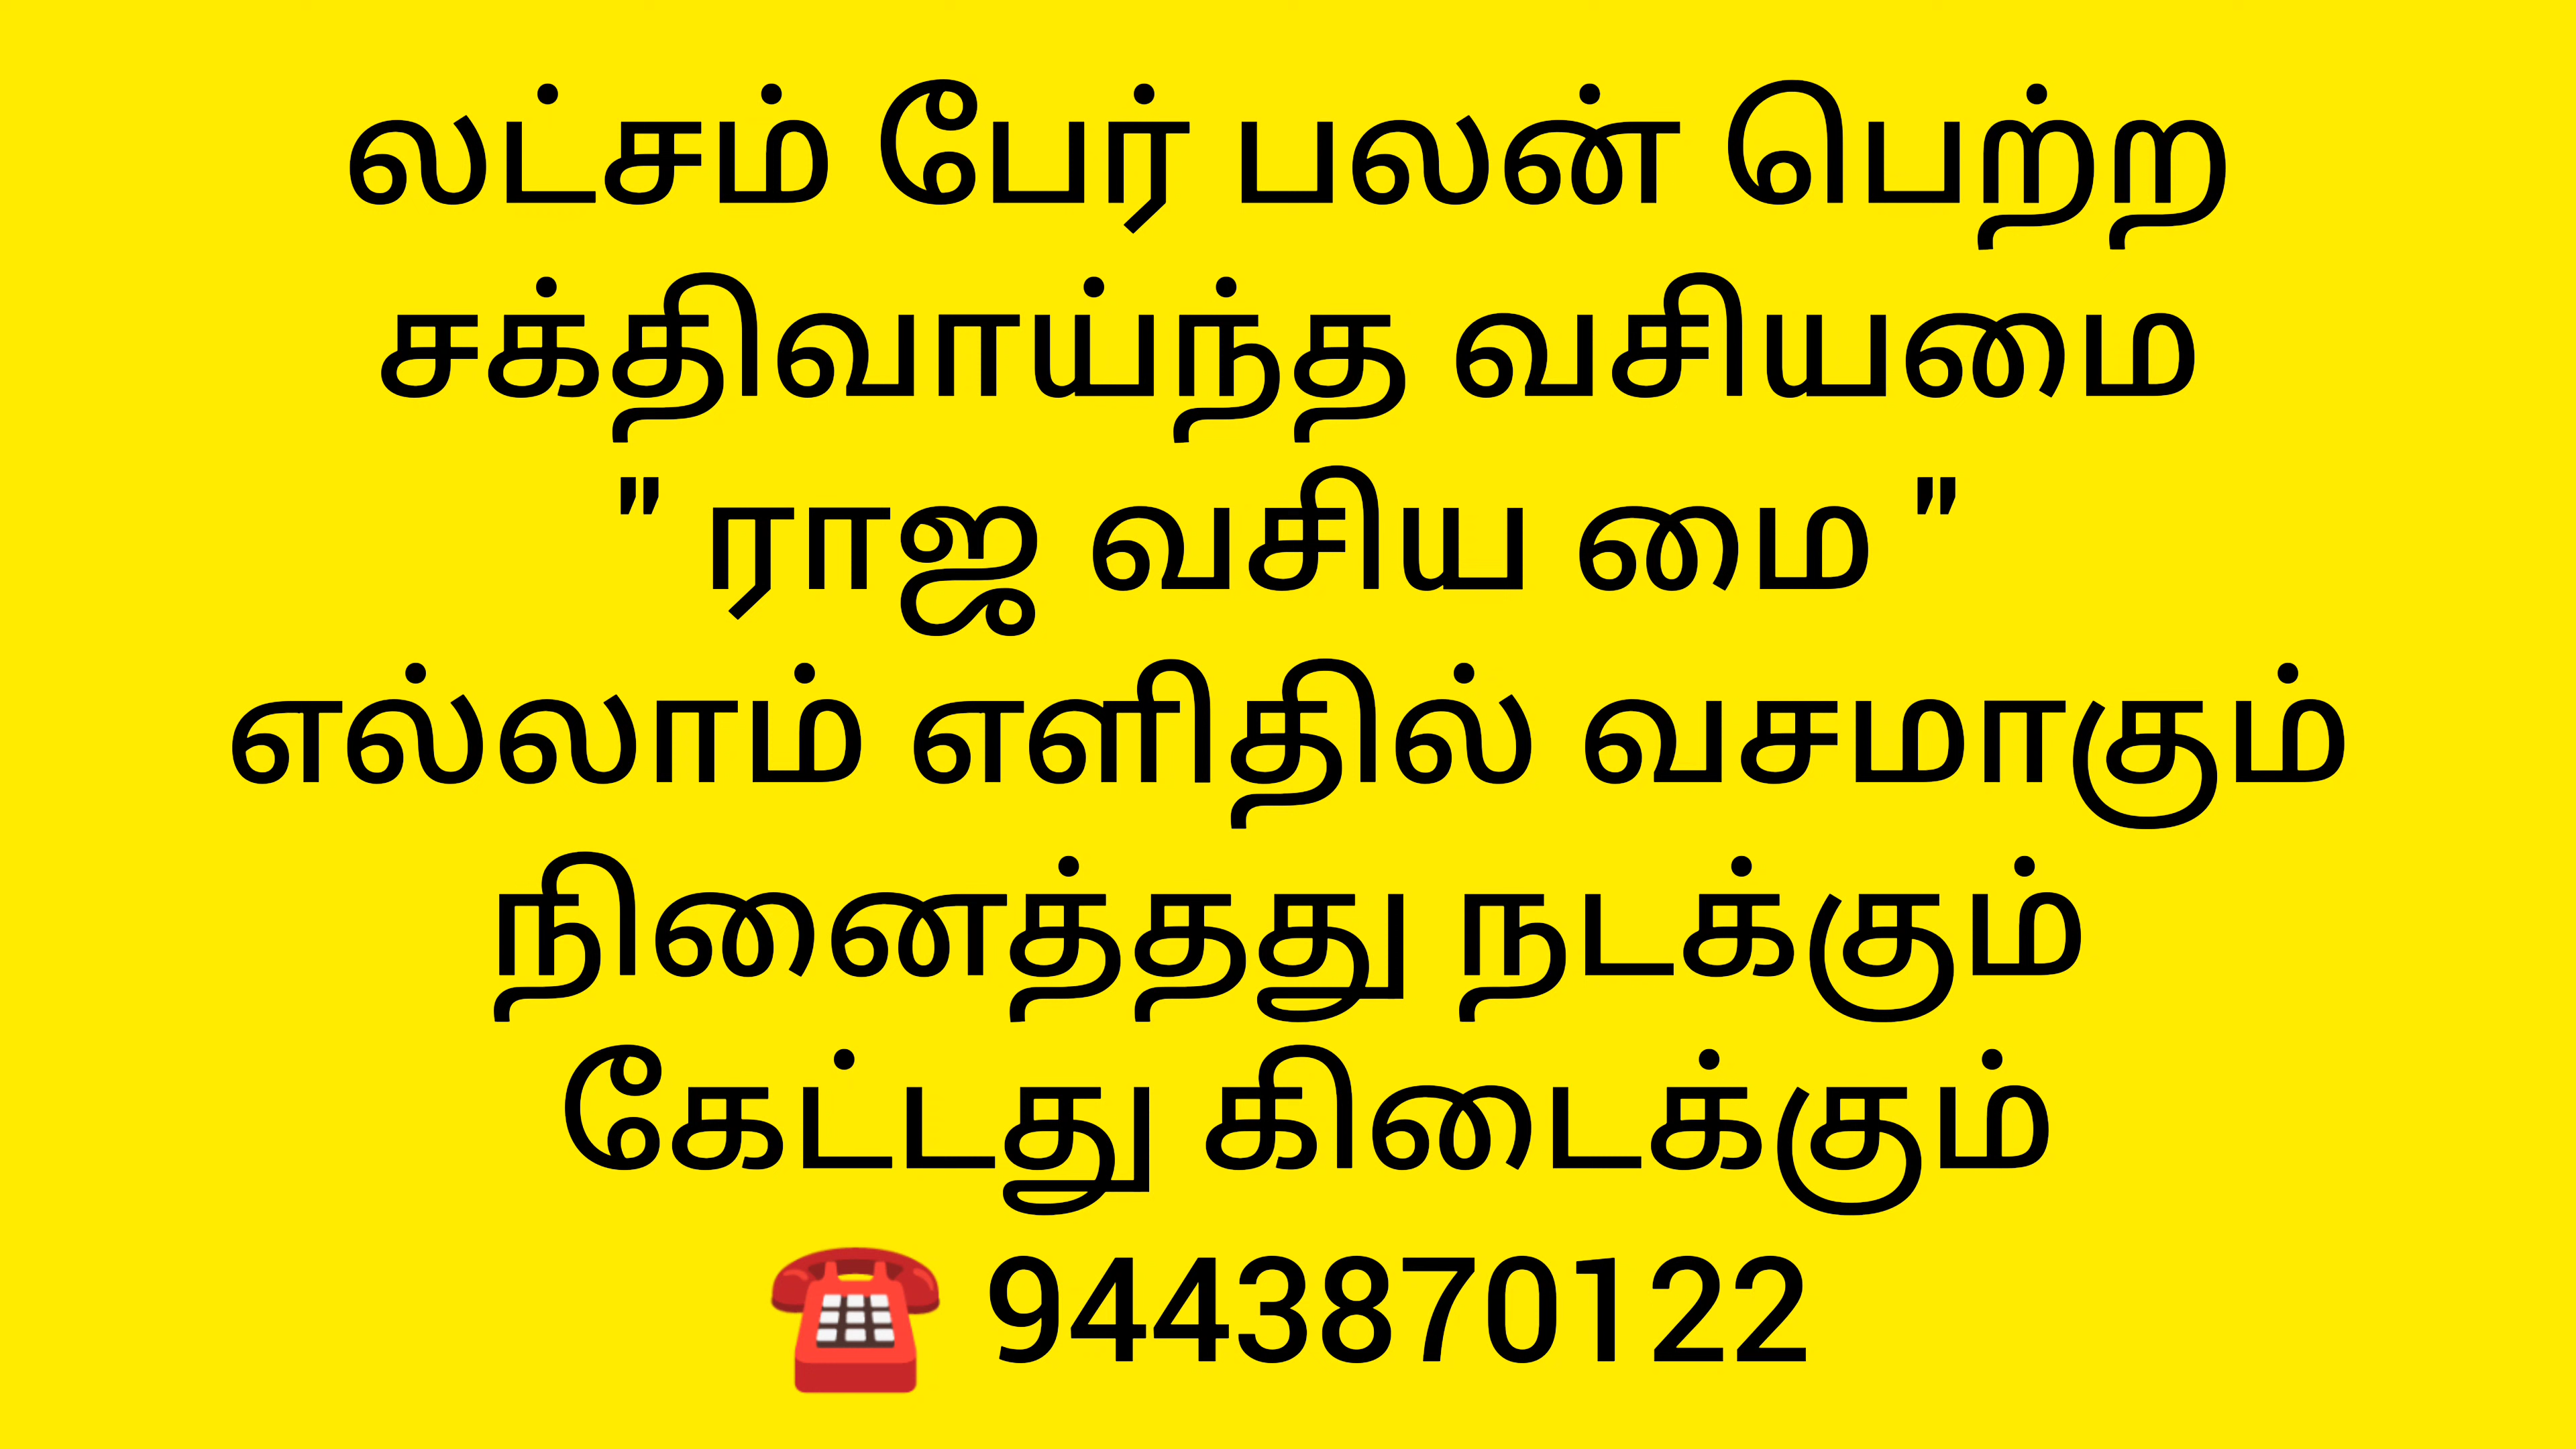 லட்சம் பேர் பலன் பெற்ற
சக்திவாய்ந்த வசியமை
" ராஜ வசிய மை "
எல்லாம் எளிதில் வசமாகும்
நினைத்தது நடக்கும்
கேட்டது கிடைக்கும்
☎️ 9443870122